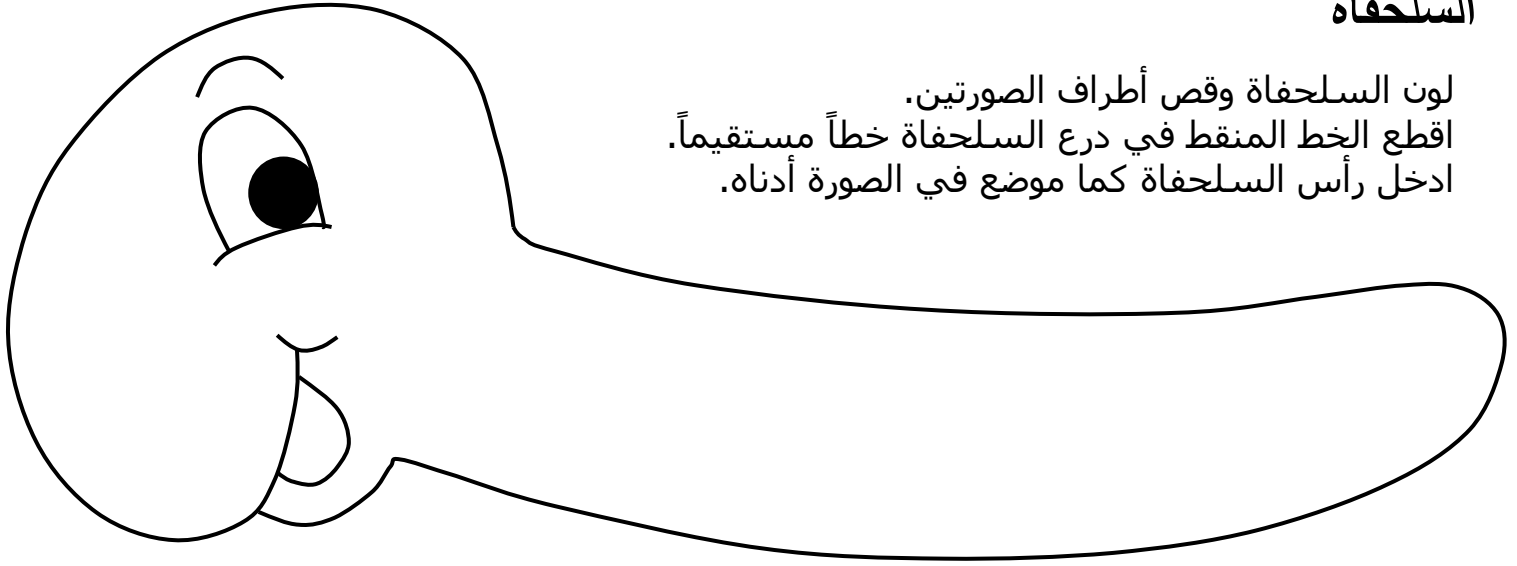 السلحفاة
لون السلحفاة وقص أطراف الصورتين.
اقطع الخط المنقط في درع السلحفاة خطاً مستقيماً.
ادخل رأس السلحفاة كما موضع في الصورة أدناه.